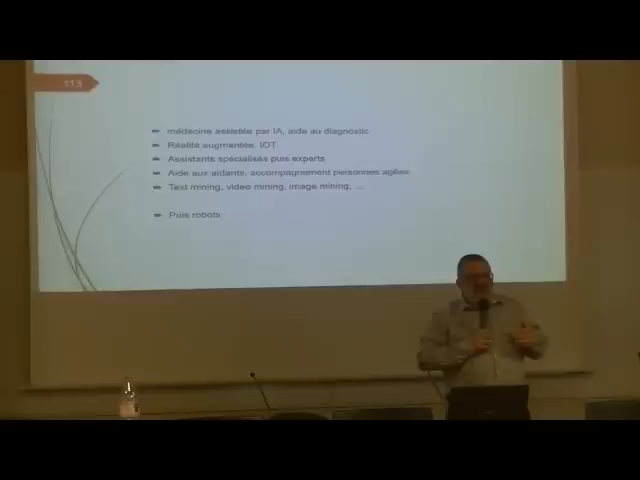 113
médecine assistée par IA, aide au diagnostic
Réalité augmentée, IOT
Assistants spécialisés puis experts
Aide aux aidants, accompagnement personnes agées
Text mining, video mining, image mining, ...
Puis robots